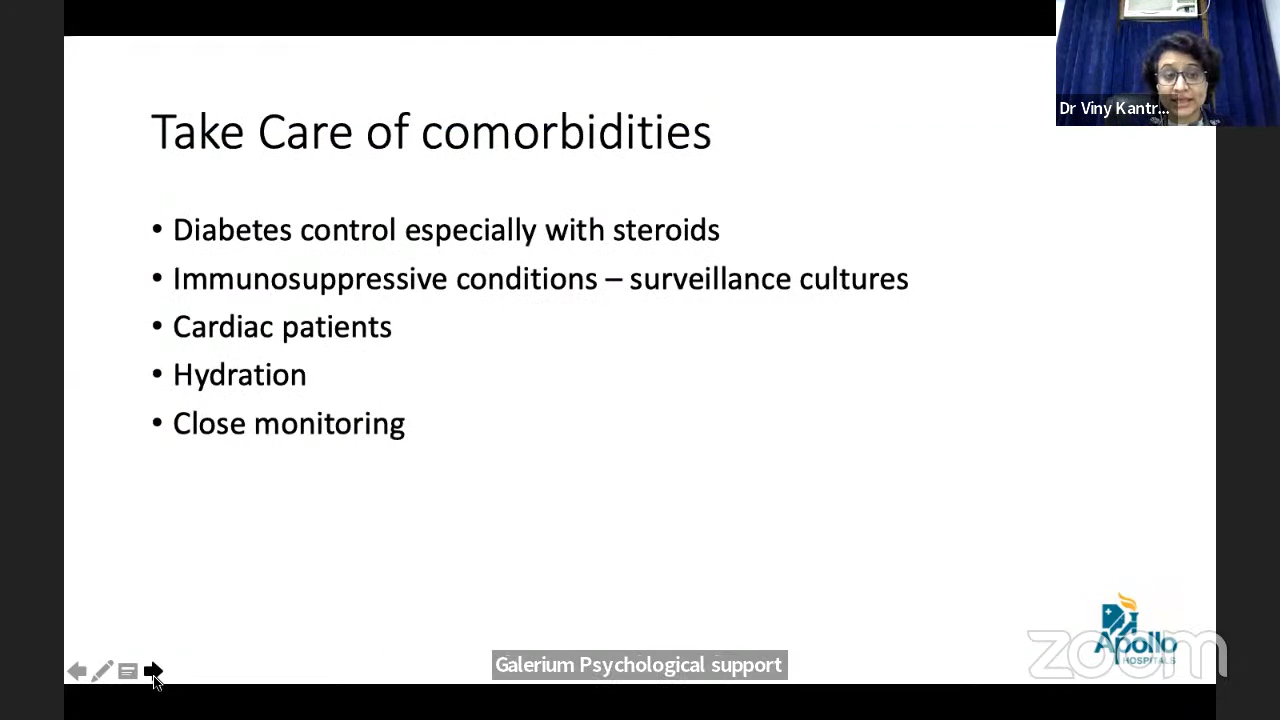 Dr Viny Kantr...
Take Care of comorbidities
• Diabetes control especially with steroids
• Immunosuppressive conditions – surveillance cultures
• Cardiac patients
• Hydration
• Close monitoring
Apollo
HOSPITALS
zoom
Galerium Psychological support